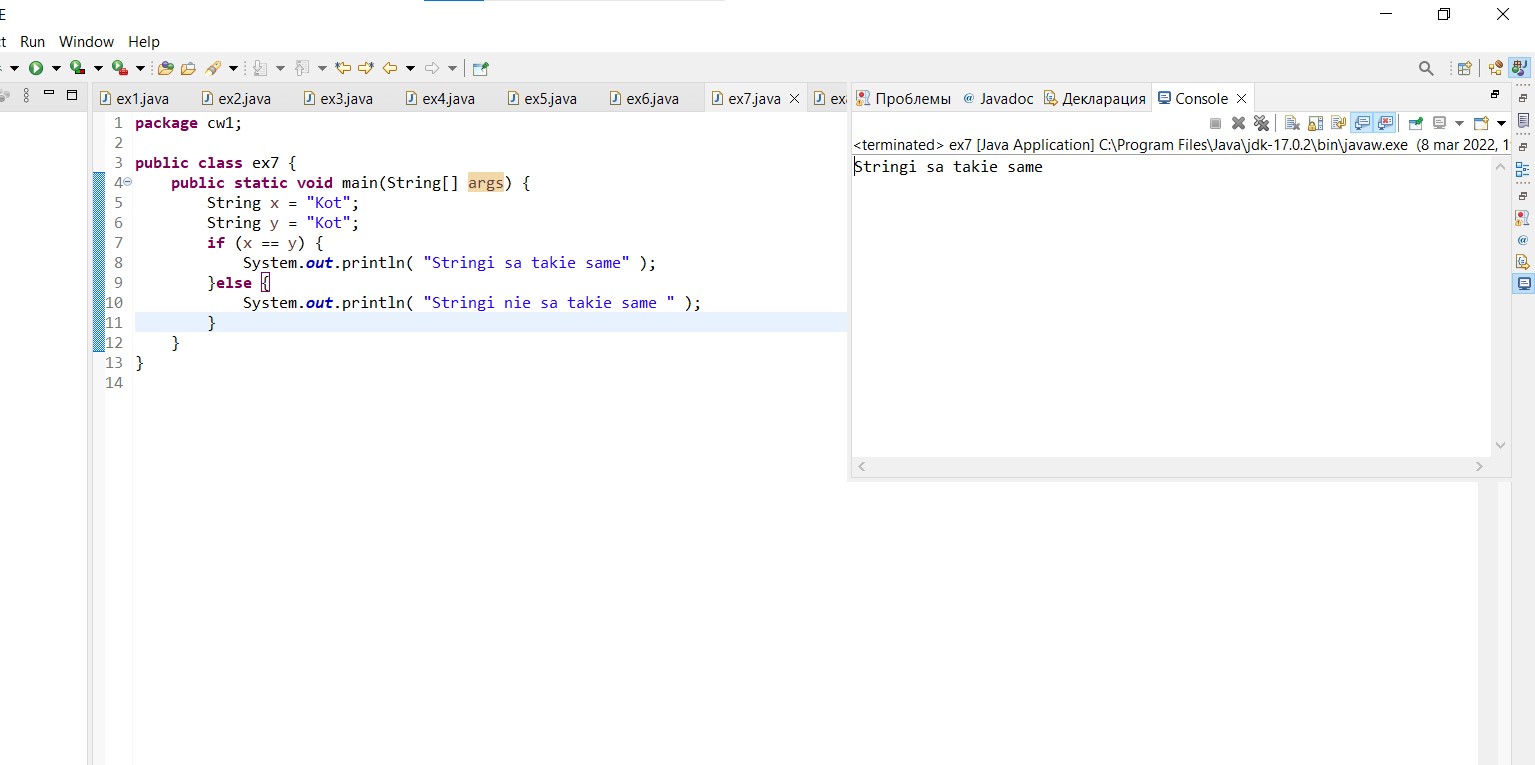 E
t Run Window Help
ex1.java ex2.java ex3.java ex4.java ex5.java ex6.java ex7.java ex
Проблемы @ Javadoc Декларация Console
<terminated> ex7 [Java Application] C:\Program Files\Java\jdk-17.0.2\bin\javaw.exe (8 mar 2022, 1
Stringi sa takie same
1 package cw1;
2
3 public class ex7 {
4 public static void main(String[] args) {
5 String x = "Kot";
6 String y = "Kot";
7 if (x == y) {
8 System.out.println( "Stringi sa takie same" );
9 }else {
10 System.out.println( "Stringi nie sa takie same " );
11 }
12 }
13 }
14